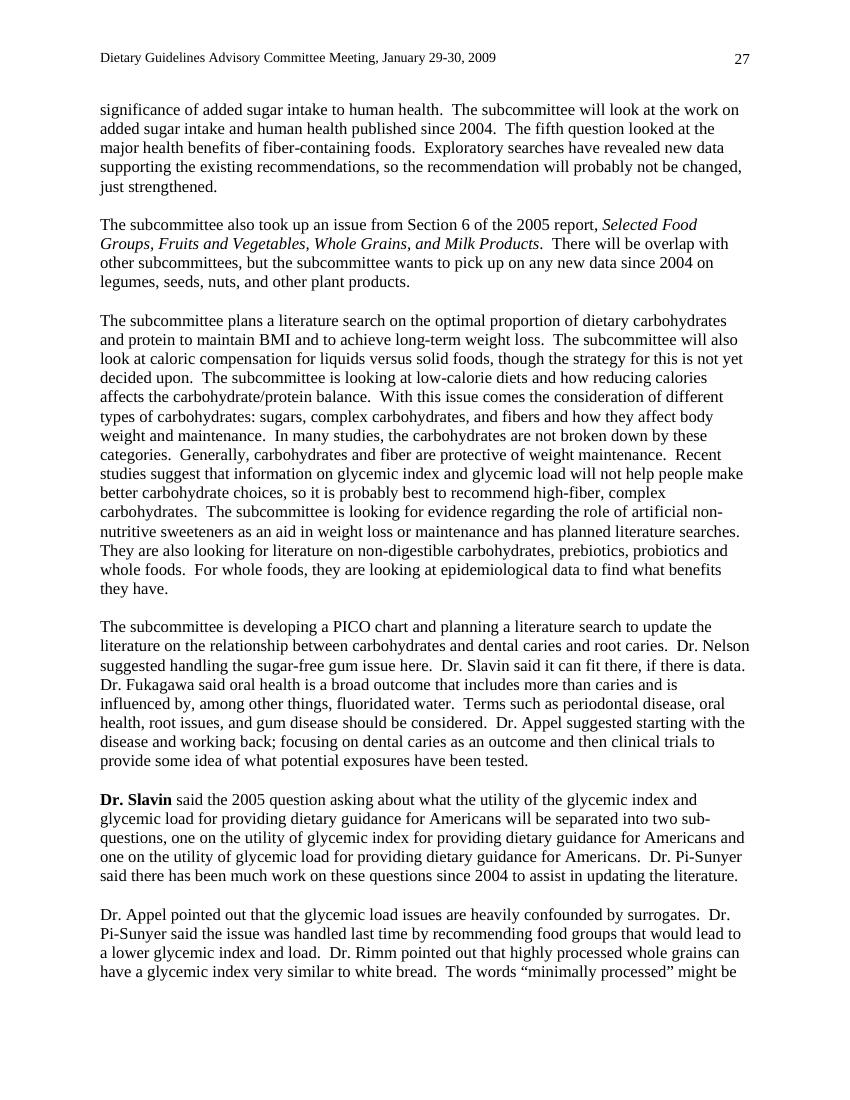 Dietary Guidelines Advisory Committee Meeting, January 29-30, 2009 27
significance of added sugar intake to human health.  The subcommittee will look at the work on
added sugar intake and human health published since 2004.  The fifth question looked at the
major health benefits of fiber-containing foods.  Exploratory searches have revealed new data
supporting the existing recommendations, so the recommendation will probably not be changed,
just strengthened.
The subcommittee also took up an issue from Section 6 of the 2005 report, Selected Food
Groups, Fruits and Vegetables, Whole Grains, and Milk Products.  There will be overlap with
other subcommittees, but the subcommittee wants to pick up on any new data since 2004 on
legumes, seeds, nuts, and other plant products.
The subcommittee plans a literature search on the optimal proportion of dietary carbohydrates
and protein to maintain BMI and to achieve long-term weight loss.  The subcommittee will also
look at caloric compensation for liquids versus solid foods, though the strategy for this is not yet
decided upon.  The subcommittee is looking at low-calorie diets and how reducing calories
affects the carbohydrate/protein balance.  With this issue comes the consideration of different
types of carbohydrates: sugars, complex carbohydrates, and fibers and how they affect body
weight and maintenance.  In many studies, the carbohydrates are not broken down by these
categories.  Generally, carbohydrates and fiber are protective of weight maintenance.  Recent
studies suggest that information on glycemic index and glycemic load will not help people make
better carbohydrate choices, so it is probably best to recommend high-fiber, complex
carbohydrates.  The subcommittee is looking for evidence regarding the role of artificial non-
nutritive sweeteners as an aid in weight loss or maintenance and has planned literature searches.
They are also looking for literature on non-digestible carbohydrates, prebiotics, probiotics and
whole foods.  For whole foods, they are looking at epidemiological data to find what benefits
they have.
The subcommittee is developing a PICO chart and planning a literature search to update the
literature on the relationship between carbohydrates and dental caries and root caries.  Dr. Nelson
suggested handling the sugar-free gum issue here.  Dr. Slavin said it can fit there, if there is data.
Dr. Fukagawa said oral health is a broad outcome that includes more than caries and is
influenced by, among other things, fluoridated water.  Terms such as periodontal disease, oral
health, root issues, and gum disease should be considered.  Dr. Appel suggested starting with the
disease and working back; focusing on dental caries as an outcome and then clinical trials to
provide some idea of what potential exposures have been tested.
Dr. Slavin said the 2005 question asking about what the utility of the glycemic index and
glycemic load for providing dietary guidance for Americans will be separated into two sub-
questions, one on the utility of glycemic index for providing dietary guidance for Americans and
one on the utility of glycemic load for providing dietary guidance for Americans.  Dr. Pi-Sunyer
said there has been much work on these questions since 2004 to assist in updating the literature.
Dr. Appel pointed out that the glycemic load issues are heavily confounded by surrogates.  Dr.
Pi-Sunyer said the issue was handled last time by recommending food groups that would lead to
a lower glycemic index and load.  Dr. Rimm pointed out that highly processed whole grains can
have a glycemic index very similar to white bread.  The words “minimally processed” might be